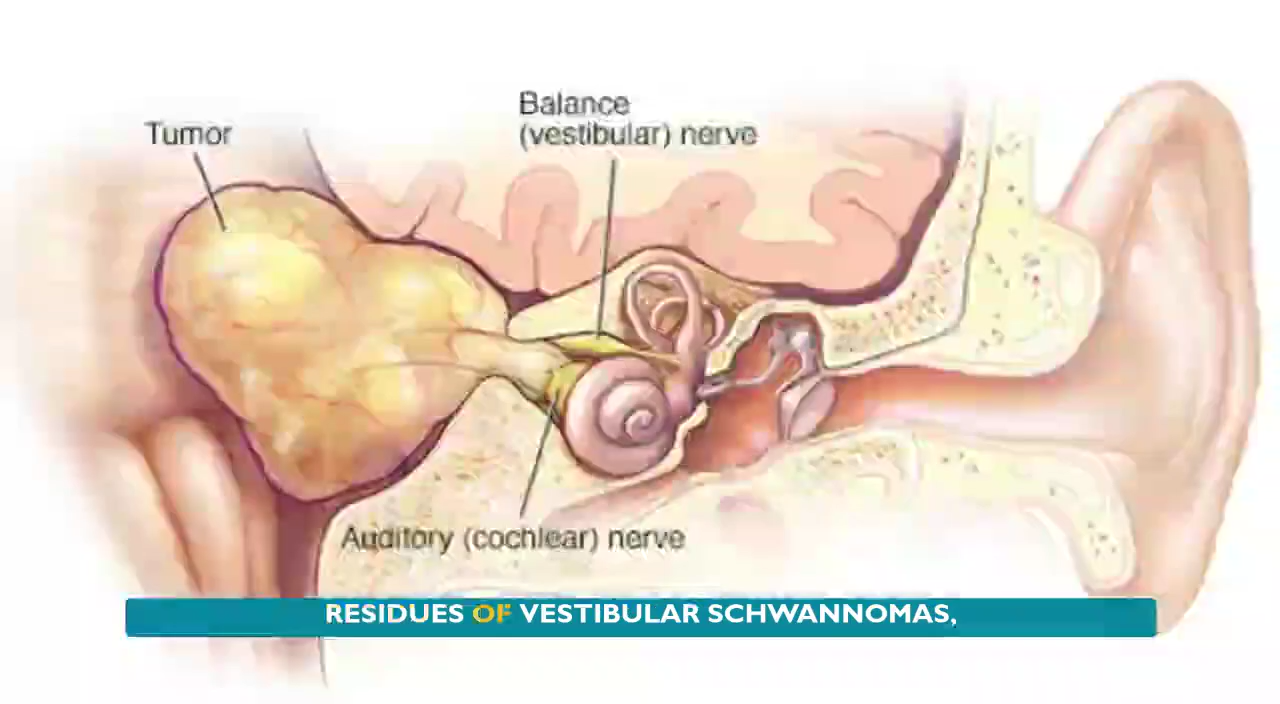 Tumor
Balance
(vestibular) nerve
Auditory (cochlear) nerve
RESIDUES OF VESTIBULAR SCHWANNOMAS,